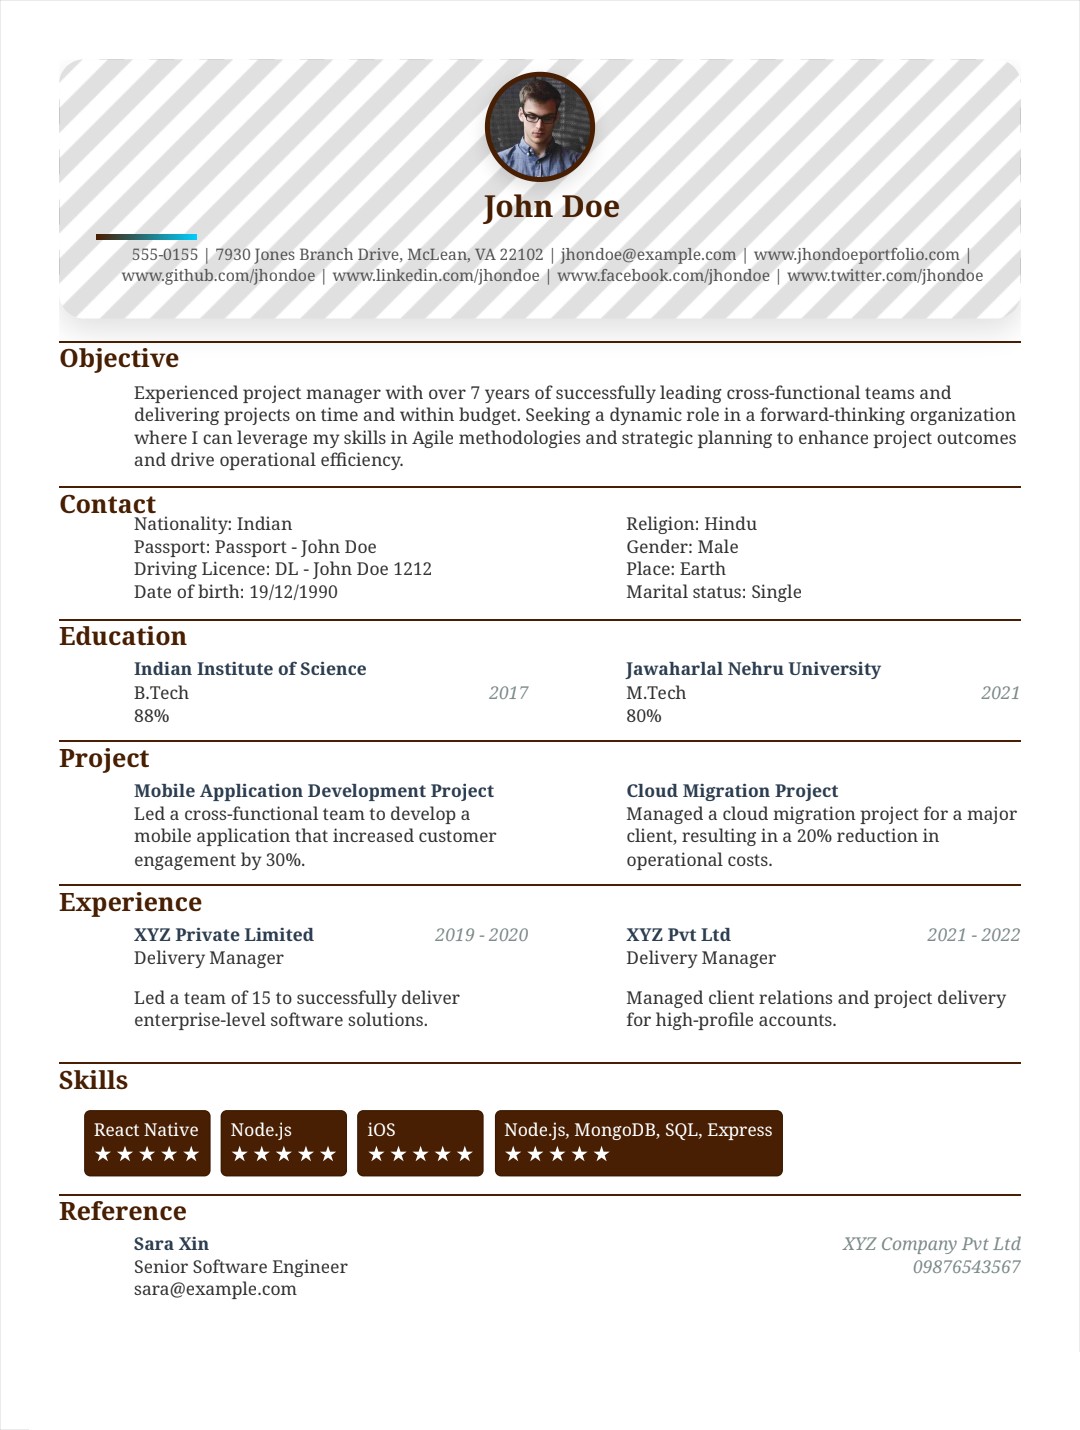 John Doe
555-0155 | 7930 Jones Branch Drive, McLean, VA 22102 | jhondoe@example.com | www.jhondoeportfolio.com |
www.github.com/jhondoe | www.linkedin.com/jhondoe | www.facebook.com/jhondoe | www.twitter.com/jhondoe
Objective
Experienced project manager with over 7 years of successfully leading cross-functional teams and
delivering projects on time and within budget. Seeking a dynamic role in a forward-thinking organization
where I can leverage my skills in Agile methodologies and strategic planning to enhance project outcomes
and drive operational efficiency.
Contact
Nationality: Indian
Passport: Passport - John Doe
Driving Licence: DL - John Doe 1212
Date of birth: 19/12/1990
Religion: Hindu
Gender: Male
Place: Earth
Marital status: Single
Education
Indian Institute of Science
B.Tech 2017
88%
Jawaharlal Nehru University
M.Tech 2021
80%
Project
Mobile Application Development Project
Led a cross-functional team to develop a
mobile application that increased customer
engagement by 30%.
Cloud Migration Project
Managed a cloud migration project for a major
client, resulting in a 20% reduction in
operational costs.
Experience
XYZ Private Limited 2019 - 2020
Delivery Manager
Led a team of 15 to successfully deliver
enterprise-level software solutions.
XYZ Pvt Ltd 2021 - 2022
Delivery Manager
Managed client relations and project delivery
for high-profile accounts.
Skills
React Native
★★★★★
Node.js
★★★★★
iOS
★★★★★
Node.js, MongoDB, SQL, Express
★★★★★
Reference
Sara Xin XYZ Company Pvt Ltd
Senior Software Engineer 09876543567
sara@example.com